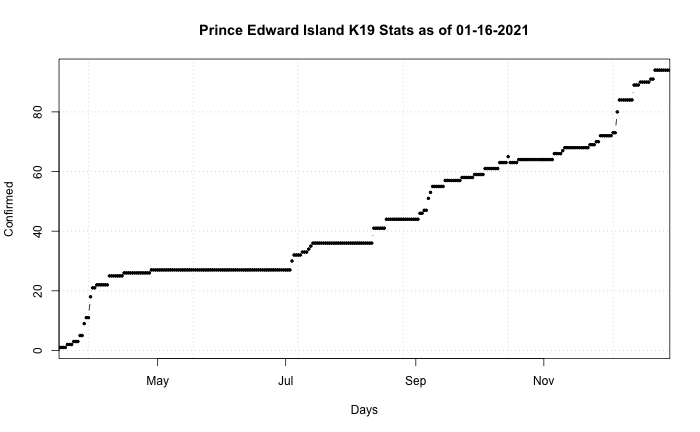 Prince Edward Island K19 Stats as of 01-16-2021
Confirmed
80
60
40
20
0
May Jul Sep Nov
Days